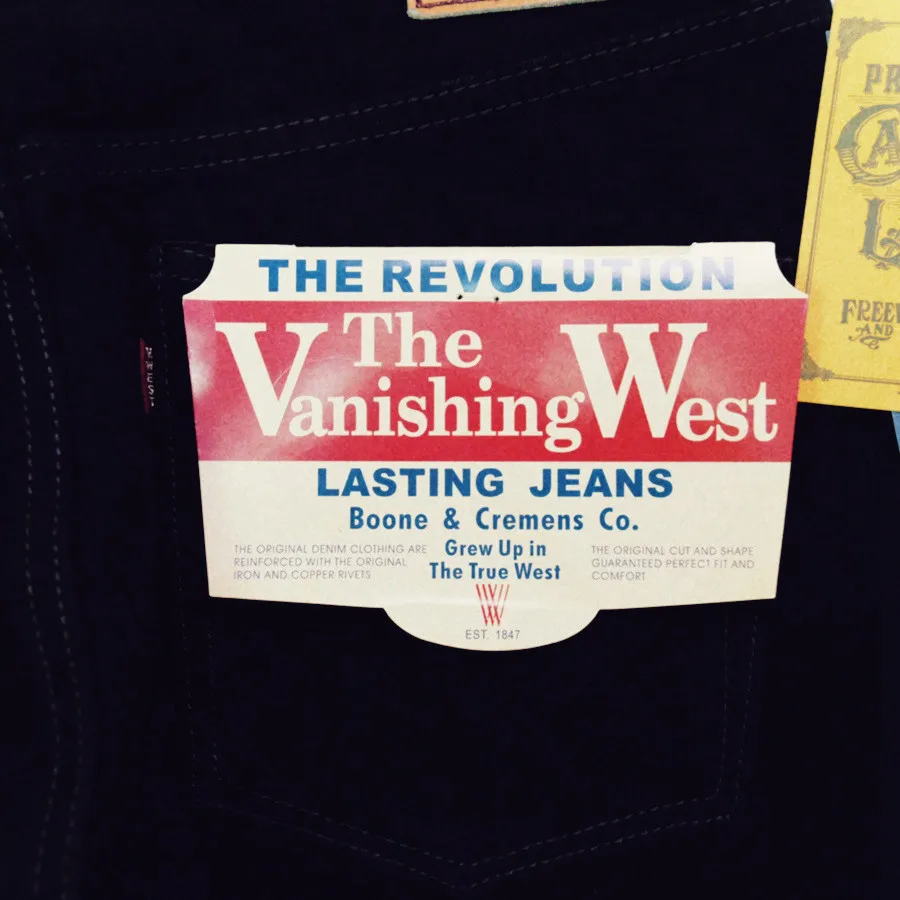 THE REVOLUTION
The
Vanishing West
LASTING JEANS
Boone & Cremens Co.
THE ORIGINAL DENIM CLOTHING ARE
REINFORCED WITH THE ORIGINAL
IRON AND COPPER RIVETS
Grew Up in
The True West
THE ORIGINAL CUT AND SHAPE
GUARANTEED PERFECT FIT AND
COMFORT
EST. 1847
AND